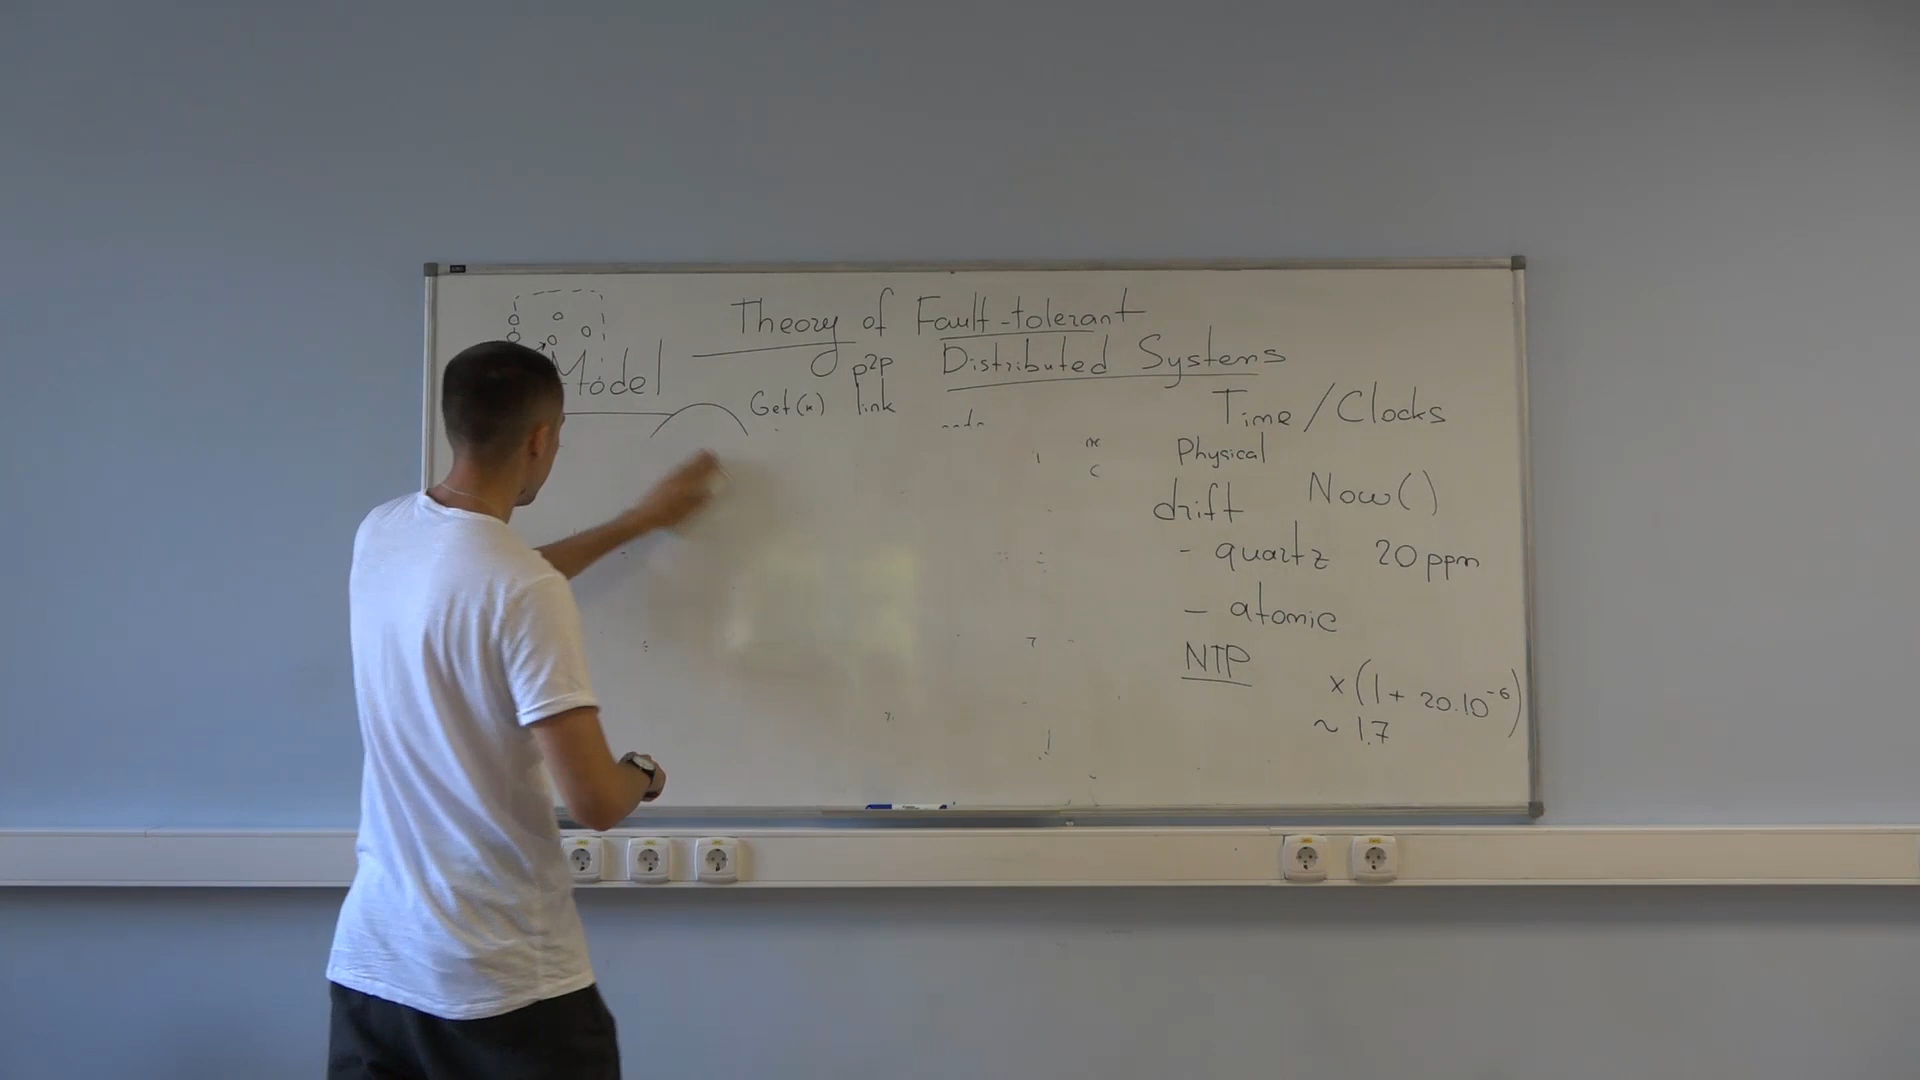 Theory of Fault-tolerant
Distributed Systems
Model
p2p
link
Get(x)
Time / Clocks
Physical
drift Now()
- quartz 20 ppm
- atomic
NTP
x(1 + 20.10⁻⁶)
~ 1.7